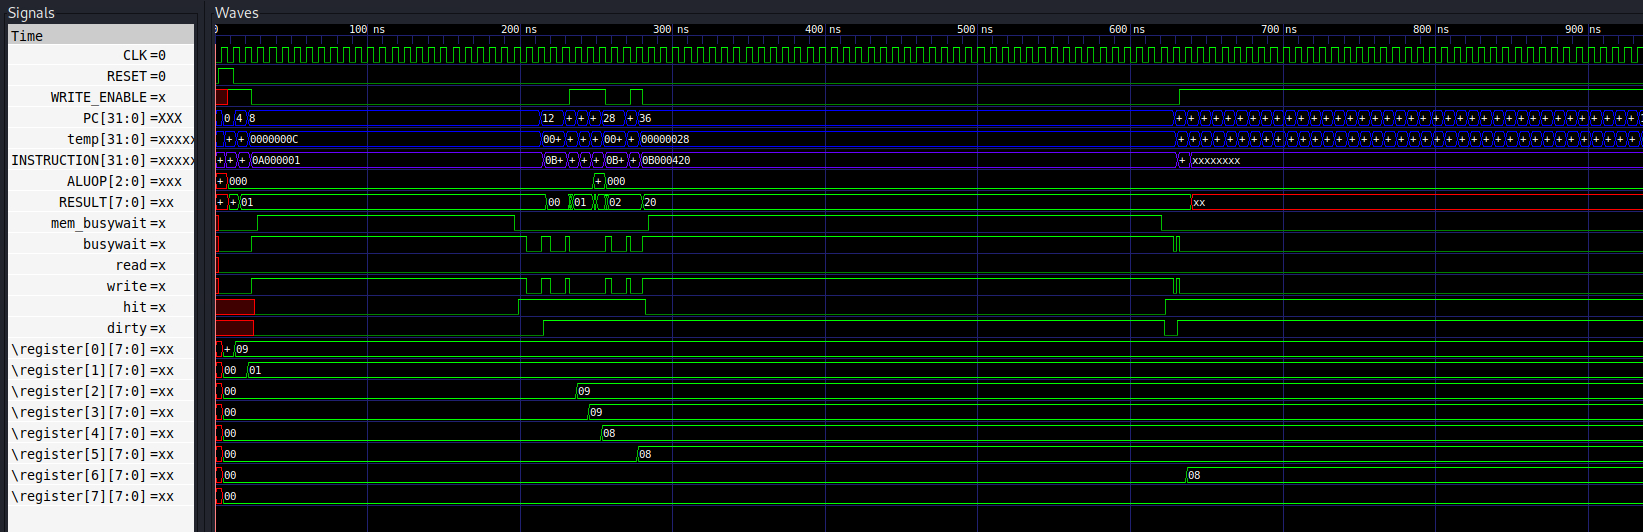 Signals
Waves
Time
0 100 ns 200 ns 300 ns 400 ns 500 ns 600 ns 700 ns 800 ns 900 ns
CLK=0
RESET=0
WRITE_ENABLE=x
PC[31:0]=XXX 0 4 8 12 + + + 28 + 36 + + + + + + + + + + + + + + + + + + + + + + + + + + + + + + + + + + + + + + +
temp[31:0]=xxxxx + + 0000000C 00+ + + + 00+ + 00000028 + + + + + + + + + + + + + + + + + + + + + + + + + + + + + + + + + + + + + + +
INSTRUCTION[31:0]=xxxxx + + + 0A000001 0B+ + + + 0B+ + 0B000420 + xxxxxxxx
ALUOP[2:0]=xxx + 000 + 000
RESULT[7:0]=xx + + 01 00 01 02 20 xx
mem_busywait=x
busywait=x
read=x
write=x
hit=x
dirty=x
\register[0][7:0]=xx + 09
\register[1][7:0]=xx 00 01
\register[2][7:0]=xx 00 09
\register[3][7:0]=xx 00 09
\register[4][7:0]=xx 00 08
\register[5][7:0]=xx 00 08
\register[6][7:0]=xx 00 08
\register[7][7:0]=xx 00